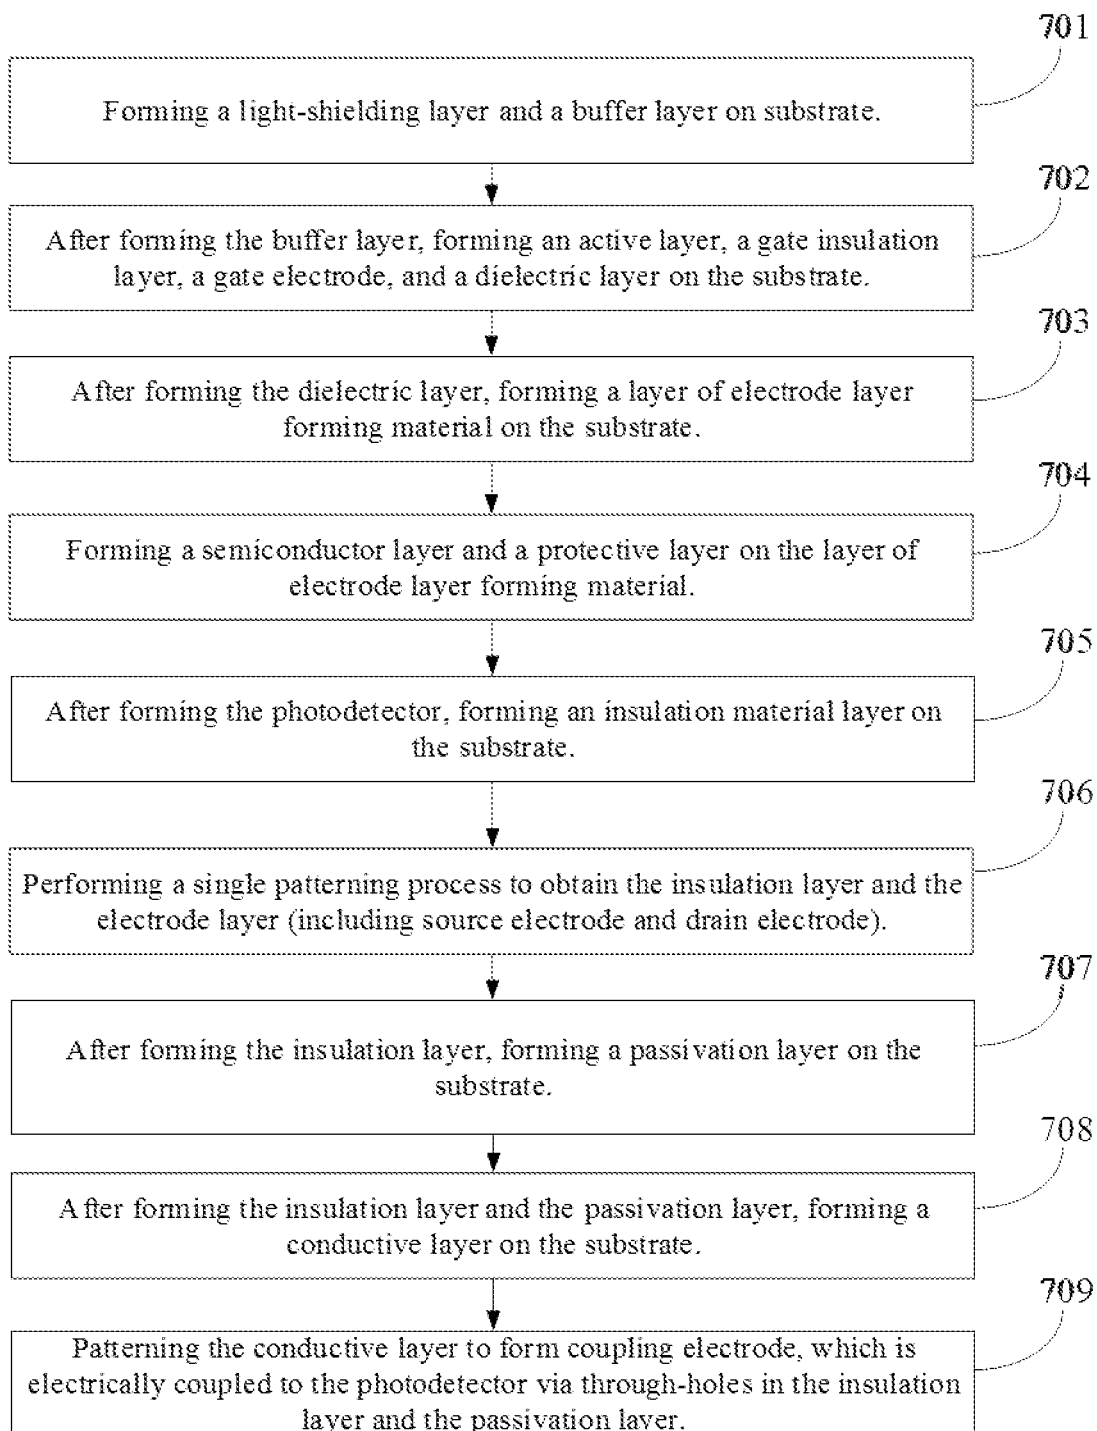 701
Forming a light-shielding layer and a buffer layer on substrate.
702
After forming the buffer layer, forming an active layer, a gate insulation
layer, a gate electrode, and a dielectric layer on the substrate.
703
After forming the dielectric layer, forming a layer of electrode layer
forming material on the substrate.
704
Forming a semiconductor layer and a protective layer on the layer of
electrode layer forming material.
705
After forming the photodetector, forming an insulation material layer on
the substrate.
706
Performing a single patterning process to obtain the insulation layer and the
electrode layer (including source electrode and drain electrode).
707
After forming the insulation layer, forming a passivation layer on the
substrate.
708
After forming the insulation layer and the passivation layer, forming a
conductive layer on the substrate.
709
Patterning the conductive layer to form coupling electrode, which is
electrically coupled to the photodetector via through-holes in the insulation
layer and the passivation layer.